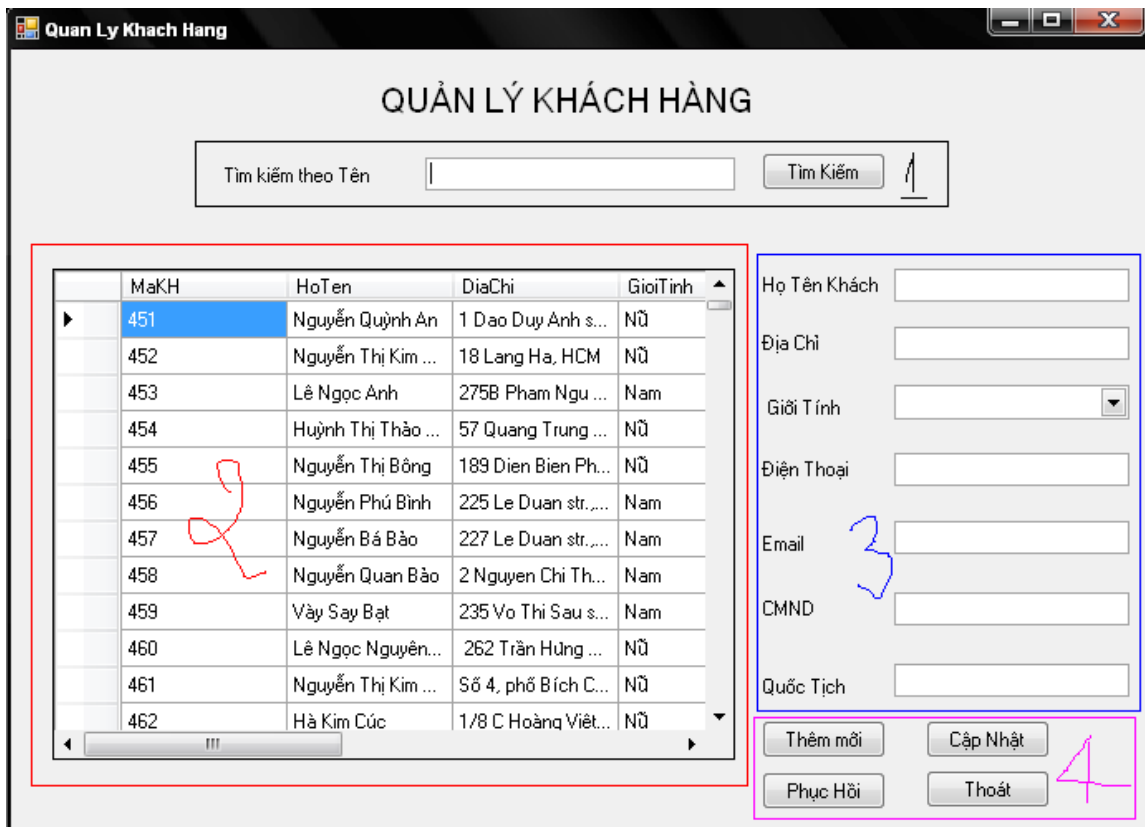 Quan Ly Khach Hang
QUẢN LÝ KHÁCH HÀNG
Tìm kiếm theo Tên Tìm Kiếm 1
MaKH HoTen DiaChi GioiTinh
451 Nguyễn Quỳnh An 1 Dao Duy Anh s... Nữ
452 Nguyễn Thị Kim ... 18 Lang Ha, HCM Nữ
453 Lê Ngọc Anh 275B Pham Ngu ... Nam
454 Huỳnh Thị Thảo ... 57 Quang Trung ... Nữ
455 Nguyễn Thị Bông 189 Dien Bien Ph... Nữ
456 Nguyễn Phú Bình 225 Le Duan str.,... Nam
457 Nguyễn Bá Bảo 227 Le Duan str.,... Nam
458 Nguyễn Quan Bảo 2 Nguyen Chi Th... Nam
459 Vày Say Bạt 235 Vo Thi Sau s... Nam
460 Lê Ngọc Nguyên... 262 Trần Hưng ... Nữ
461 Nguyễn Thị Kim ... Số 4, phố Bích C... Nữ
462 Hà Kim Cúc 1/8 C Hoàng Việt... Nữ
2
Họ Tên Khách
Địa Chỉ
Giới Tính
Điện Thoại
Email
CMND
Quốc Tịch
3
Thêm mới Cập Nhật
Phục Hồi Thoát
4